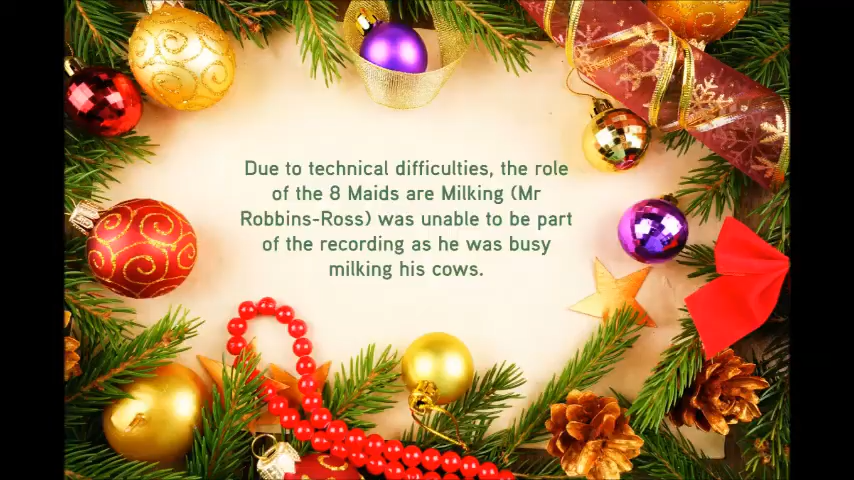 Due to technical difficulties, the role
of the 8 Maids are Milking (Mr
Robbins-Ross) was unable to be part
of the recording as he was busy
milking his cows.